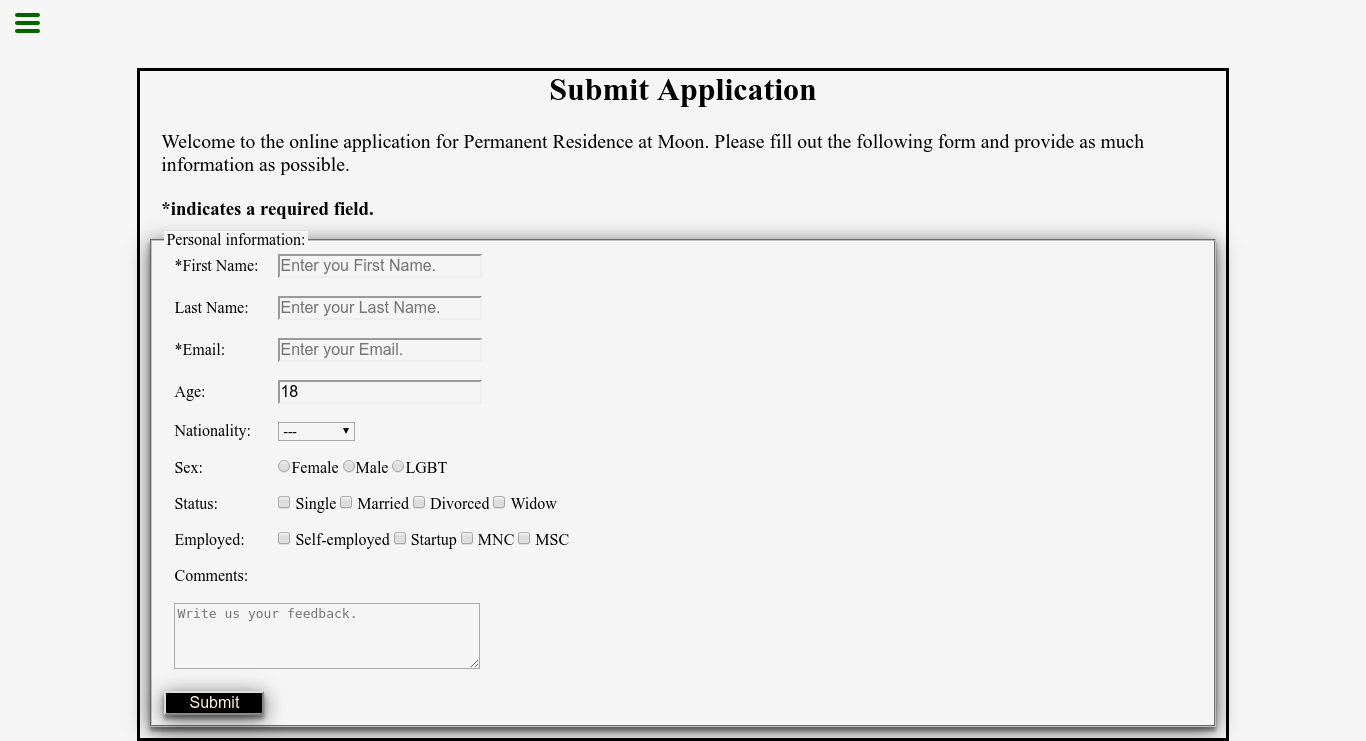 Submit Application
Welcome to the online application for Permanent Residence at Moon. Please fill out the following form and provide as much
information as possible.
*indicates a required field.
Personal information:
*First Name: Enter you First Name.
Last Name: Enter your Last Name.
*Email: Enter your Email.
Age: 18
Nationality: ---
Sex: Female Male LGBT
Status: Single Married Divorced Widow
Employed: Self-employed Startup MNC MSC
Comments:
Write us your feedback.
Submit